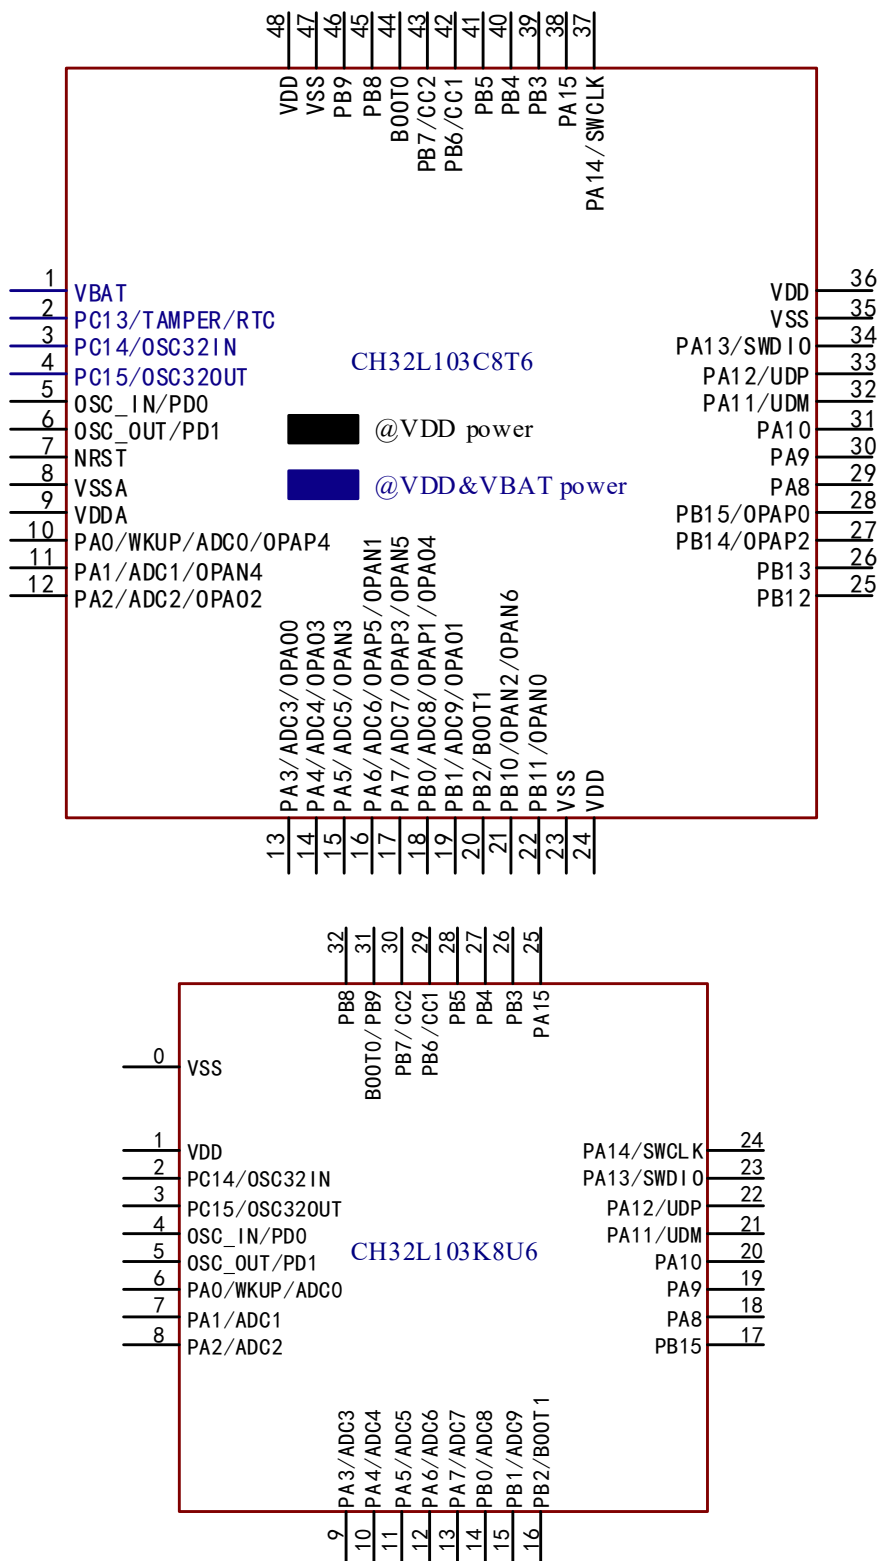 48 47 46 45 44 43 42 41 40 39 38 37
VDD
VSS
PB9
PB8
BOOT0
PB7/CC2
PB6/CC1
PB5
PB4
PB3
PA15
PA14/SWCLK
1 VBAT
2 PC13/TAMPER/RTC
3 PC14/OSC32IN
4 PC15/OSC32OUT
5 OSC_IN/PD0
6 OSC_OUT/PD1
7 NRST
8 VSSA
9 VDDA
10 PA0/WKUP/ADC0/OPAP4
11 PA1/ADC1/OPAN4
12 PA2/ADC2/OPAO2
CH32L103C8T6
@VDD power
@VDD&VBAT power
VDD 36
VSS 35
PA13/SWDIO 34
PA12/UDP 33
PA11/UDM 32
PA10 31
PA9 30
PA8 29
PB15/OPAP0 28
PB14/OPAP2 27
PB13 26
PB12 25
PA3/ADC3/OPAO0
PA4/ADC4/OPAO3
PA5/ADC5/OPAN3
PA6/ADC6/OPAP5/OPAN1
PA7/ADC7/OPAP3/OPAN5
PB0/ADC8/OPAP1/OPAO4
PB1/ADC9/OPAO1
PB2/BOOT1
PB10/OPAN2/OPAN6
PB11/OPAN0
VSS
VDD
13 14 15 16 17 18 19 20 21 22 23 24
32 31 30 29 28 27 26 25
PB8
BOOT0/PB9
PB7/CC2
PB6/CC1
PB5
PB4
PB3
PA15
0 VSS
1 VDD
2 PC14/OSC32IN
3 PC15/OSC32OUT
4 OSC_IN/PD0
5 OSC_OUT/PD1
6 PA0/WKUP/ADC0
7 PA1/ADC1
8 PA2/ADC2
CH32L103K8U6
PA14/SWCLK 24
PA13/SWDIO 23
PA12/UDP 22
PA11/UDM 21
PA10 20
PA9 19
PA8 18
PB15 17
PA3/ADC3
PA4/ADC4
PA5/ADC5
PA6/ADC6
PA7/ADC7
PB0/ADC8
PB1/ADC9
PB2/BOOT1
9 10 11 12 13 14 15 16